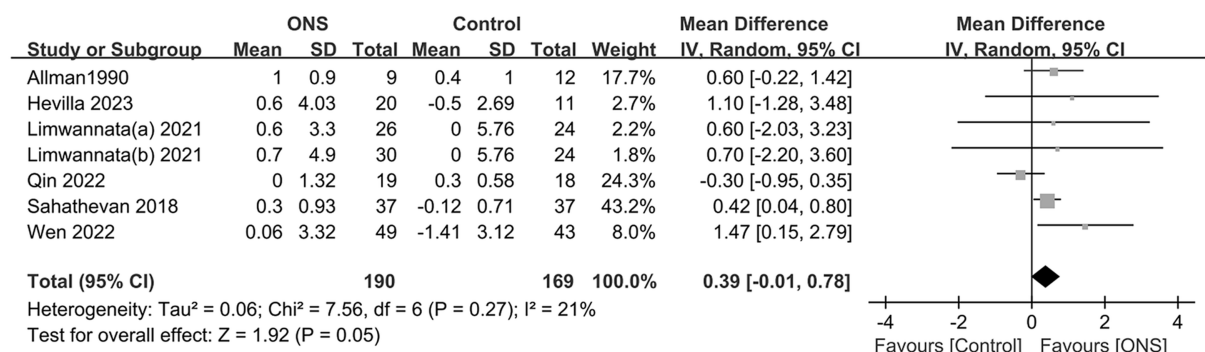 ONS Control Mean Difference Mean Difference
Study or Subgroup Mean SD Total Mean SD Total Weight IV, Random, 95% CI IV, Random, 95% CI
Allman1990 1 0.9 9 0.4 1 12 17.7% 0.60 [-0.22, 1.42]
Hevilla 2023 0.6 4.03 20 -0.5 2.69 11 2.7% 1.10 [-1.28, 3.48]
Limwannata(a) 2021 0.6 3.3 26 0 5.76 24 2.2% 0.60 [-2.03, 3.23]
Limwannata(b) 2021 0.7 4.9 30 0 5.76 24 1.8% 0.70 [-2.20, 3.60]
Qin 2022 0 1.32 19 0.3 0.58 18 24.3% -0.30 [-0.95, 0.35]
Sahathevan 2018 0.3 0.93 37 -0.12 0.71 37 43.2% 0.42 [0.04, 0.80]
Wen 2022 0.06 3.32 49 -1.41 3.12 43 8.0% 1.47 [0.15, 2.79]
Total (95% CI) 190 169 100.0% 0.39 [-0.01, 0.78]
Heterogeneity: Tau² = 0.06; Chi² = 7.56, df = 6 (P = 0.27); I² = 21%
Test for overall effect: Z = 1.92 (P = 0.05)
-4 -2 0 2 4
Favours [Control] Favours [ONS]